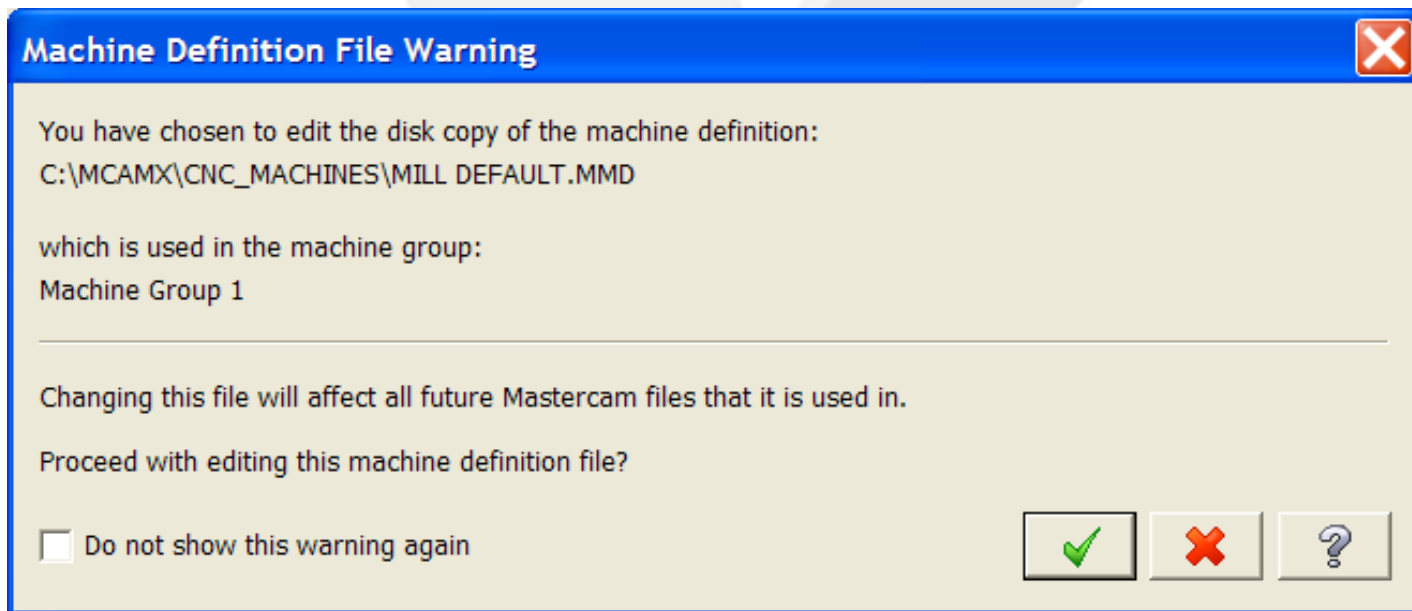 Machine Definition File Warning
You have chosen to edit the disk copy of the machine definition:
C:\MCAMX\CNC_MACHINES\MILL DEFAULT.MMD
which is used in the machine group:
Machine Group 1
Changing this file will affect all future Mastercam files that it is used in.
Proceed with editing this machine definition file?
Do not show this warning again